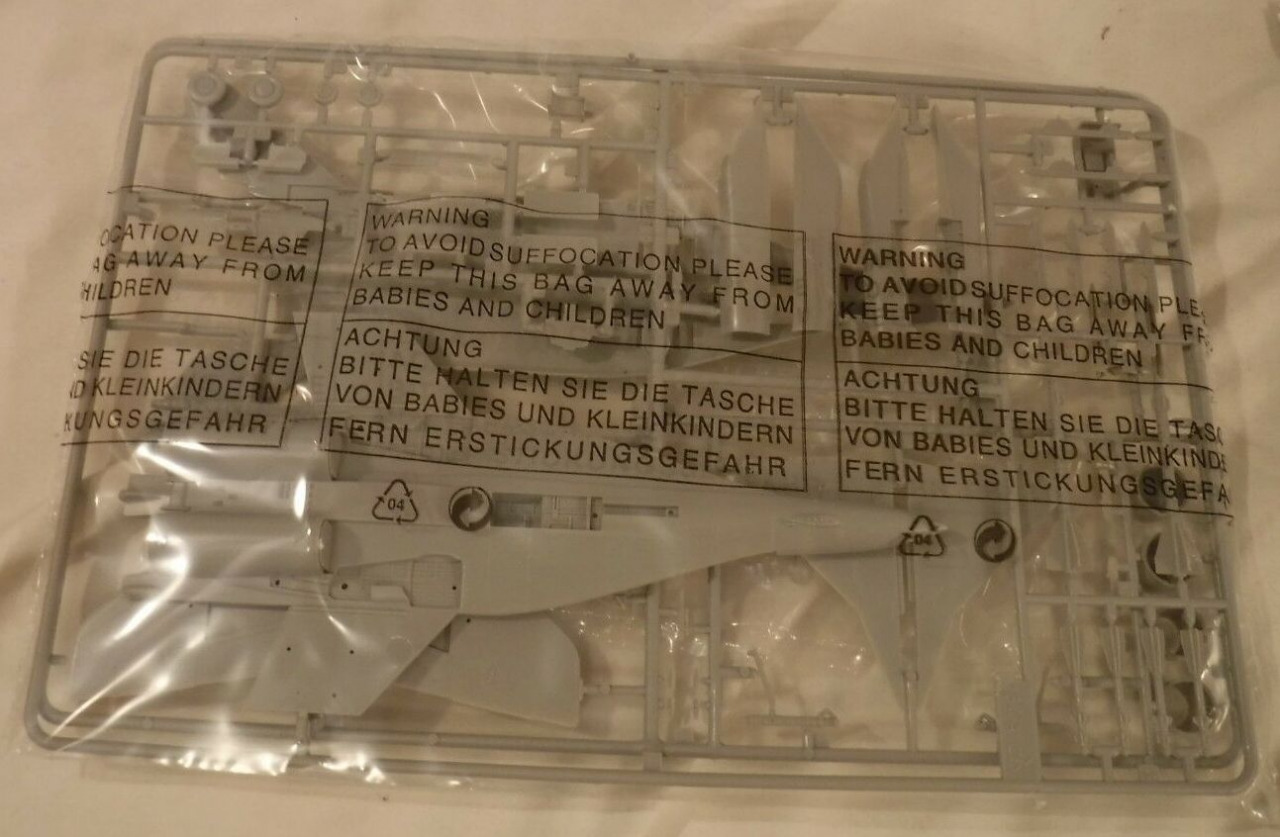 OCATION PLEASE
AG AWAY FROM
HILDREN
SIE DIE TASCHE
ND KLEINKINDERN
KUNGSGEFAHR
WARNING
TO AVOID SUFFOCATION PLEASE
KEEP THIS BAG AWAY FROM
BABIES AND CHILDREN
ACHTUNG
BITTE HALTEN SIE DIE TASCHE
VON BABIES UND KLEINKINDERN
FERN ERSTICKUNGSGEFAHR
04
WARNING
TO AVOID SUFFOCATION PLE
KEEP THIS BAG AWAY FR
BABIES AND CHILDREN
ACHTUNG
BITTE HALTEN SIE DIE TASC
VON BABIES UND KLEINKINDE
FERN ERSTICKUNGSGEFA
04